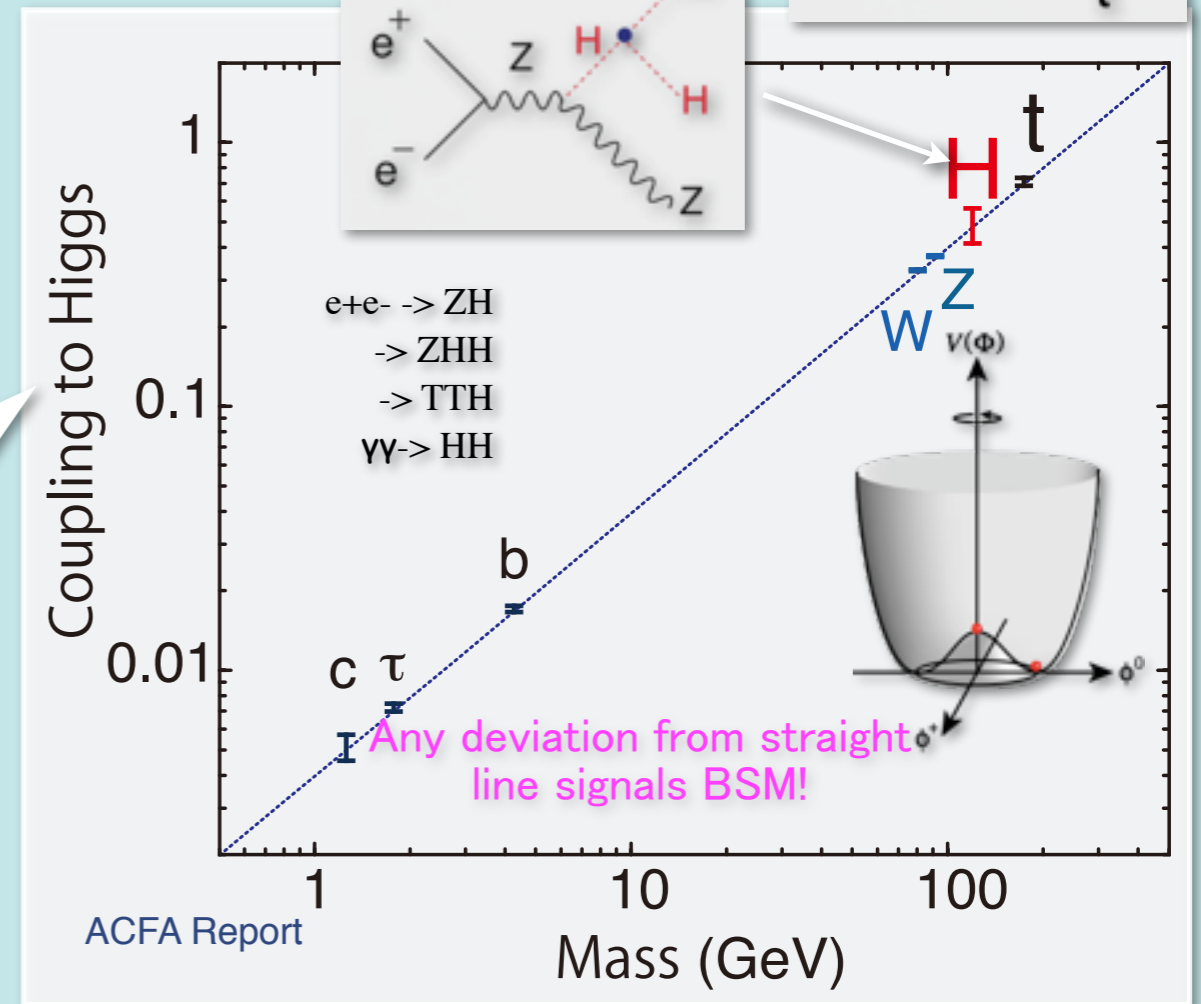 e+
Z
H
H
e−
Z
t
Coupling to Higgs
1
0.1
0.01
e+e- -> ZH
-> ZHH
-> TTH
γγ-> HH
H
t
Z
W
V(Φ)
ϕ⁰
ϕ⁺
b
c τ
Any deviation from straight
line signals BSM!
1 10 100
ACFA Report
Mass (GeV)